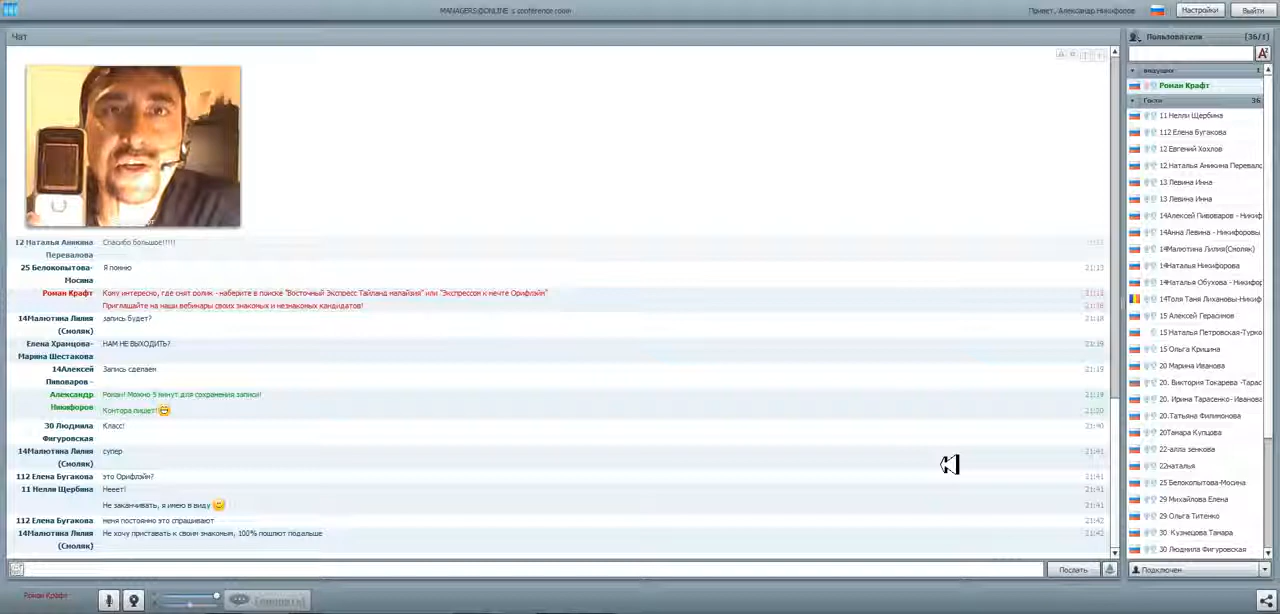 MANAGERS@ONLINE conference room
Привет, Александр Никифоров
Настройки
Выйти
Чат
12 Наталья Аникина Перевалова
Спасибо большое!!!!!
25 Белокопытова-Мосина
Я помню
21:13
Роман Крафт
Кому интересно, где снят ролик - наберите в поиске "Восточный Экспресс Тайланд малайзия" или "Экспрессом к мечте Орифлэйм"
Приглашайте на наши вебинары своих знакомых и незнакомых кандидатов!
14Малютина Лилия (Смоляк)
запись будет?
21:18
Елена Храмцова-Марина Шестакова
НАМ НЕ ВЫХОДИТЬ?
21:19
14Алексей Пивоваров -
Запись сделаем
21:19
Александр Никифоров
Роман! Можно 5 минут для сохранения записи!
21:19
Контора пишет!
21:20
30 Людмила Фигуровская
Класс!
21:40
14Малютина Лилия (Смоляк)
супер
21:41
112 Елена Бугакова
это Орифлэйм?
21:41
11 Нелли Щербина
Нееет!
21:41
Не заканчивать, я имею в виду
21:41
112 Елена Бугакова
меня постоянно это спрашивают
21:42
14Малютина Лилия (Смоляк)
Не хочу приставать к своим знакомым, 100% пошлют подальше
21:42
Послать
Роман Крафт
Пользователи
(36/1)
ведущих
1
Роман Крафт
Гости
36
11 Нелли Щербина
112 Елена Бугакова
12 Евгений Хохлов
12 Наталья Аникина Перевало
13 Левина Инна
13 Левина Инна
14Алексей Пивоваров - Никиф
14Анна Левина - Никифоровы
14Малютина Лилия(Смоляк)
14Наталья Никифорова
14Наталья Обухова - Никифор
14Толя Таня Лихановы-Никиф
15 Алексей Герасимов
15 Наталья Петровская-Турко
15 Ольга Крицина
20 Марина Иванова
20. Виктория Токарева -Тарас
20. Ирина Тарасенко- Иванова
20.Татьяна Филимонова
20Тамара Купцова
22-алла зенкова
22наталья
25 Белокопытова-Мосина
29 Михайлова Елена
29 Ольга Титенко
30 Кузнецова Тамара
30 Людмила Фигуровская
Подключен